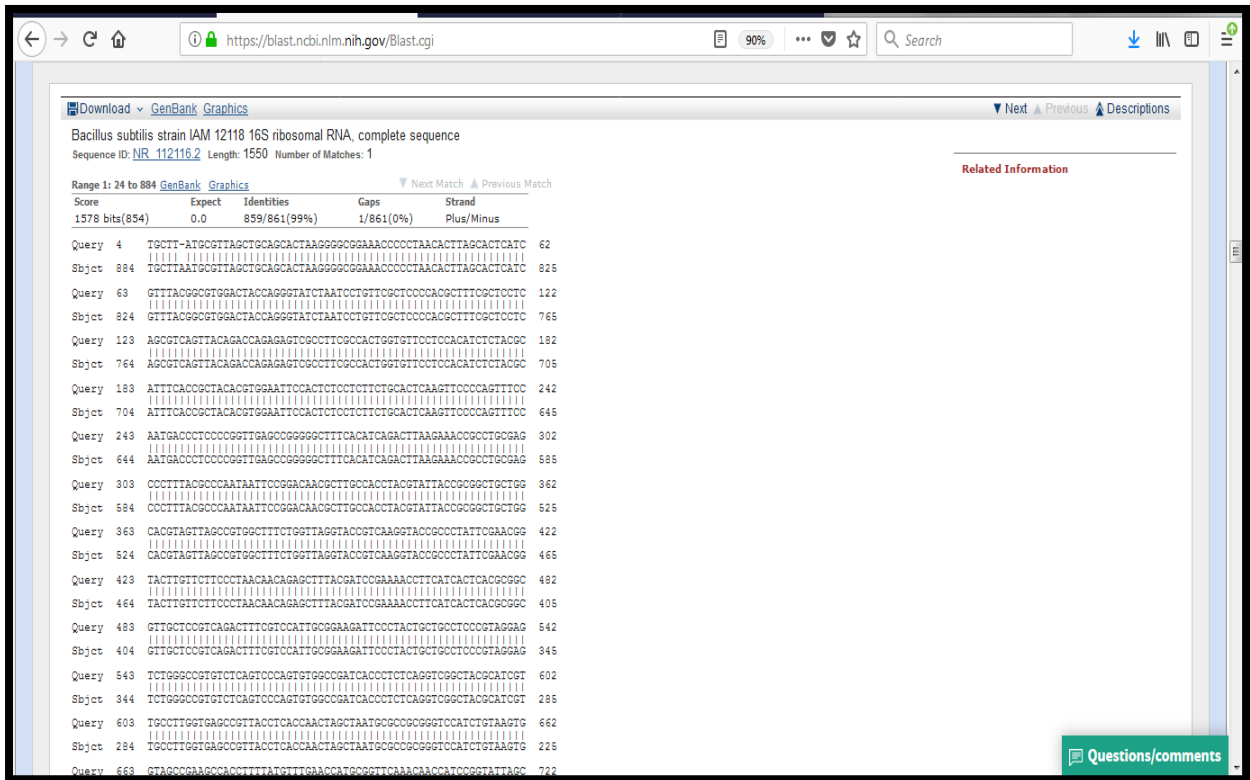 https://blast.ncbi.nlm.nih.gov/Blast.cgi 90% Search
Download GenBank Graphics Next Previous Descriptions
Bacillus subtilis strain IAM 12118 16S ribosomal RNA, complete sequence
Sequence ID: NR_112116.2 Length: 1550 Number of Matches: 1
Related Information
Range 1: 24 to 884 GenBank Graphics Next Match Previous Match
Score Expect Identities Gaps Strand
1578 bits(854) 0.0 859/861(99%) 1/861(0%) Plus/Minus
Query 4 TGCTT-ATGCGTTAGCTGCAGCACTAAGGGGCGGAAACCCCCTAACACTTAGCACTCATC 62
Sbjct 884 TGCTTAATGCGTTAGCTGCAGCACTAAGGGGCGGAAACCCCCTAACACTTAGCACTCATC 825
Query 63 GTTTACGGCGTGGACTACCAGGGTATCTAATCCTGTTCGCTCCCCACGCTTTCGCTCCTC 122
Sbjct 824 GTTTACGGCGTGGACTACCAGGGTATCTAATCCTGTTCGCTCCCCACGCTTTCGCTCCTC 765
Query 123 AGCGTCAGTTACAGACCAGAGAGTCGCCTTCGCCACTGGTGTTCCTCCACATCTCTACGC 182
Sbjct 764 AGCGTCAGTTACAGACCAGAGAGTCGCCTTCGCCACTGGTGTTCCTCCACATCTCTACGC 705
Query 183 ATTTCACCGCTACACGTGGAATTCCACTCTCCTCTTCTGCACTCAAGTTCCCCAGTTTCC 242
Sbjct 704 ATTTCACCGCTACACGTGGAATTCCACTCTCCTCTTCTGCACTCAAGTTCCCCAGTTTCC 645
Query 243 AATGACCCTCCCCGGTTGAGCCGGGGGCTTTCACATCAGACTTAAGAAACCGCCTGCGAG 302
Sbjct 644 AATGACCCTCCCCGGTTGAGCCGGGGGCTTTCACATCAGACTTAAGAAACCGCCTGCGAG 585
Query 303 CCCTTTACGCCCAATAATTCCGGACAACGCTTGCCACCTACGTATTACCGCGGCTGCTGG 362
Sbjct 584 CCCTTTACGCCCAATAATTCCGGACAACGCTTGCCACCTACGTATTACCGCGGCTGCTGG 525
Query 363 CACGTAGTTAGCCGTGGCTTTCTGGTTAGGTACCGTCAAGGTACCGCCCTATTCGAACGG 422
Sbjct 524 CACGTAGTTAGCCGTGGCTTTCTGGTTAGGTACCGTCAAGGTACCGCCCTATTCGAACGG 465
Query 423 TACTTGTTCTTCCCTAACAACAGAGCTTTACGATCCGAAAACCTTCATCACTCACGCGGC 482
Sbjct 464 TACTTGTTCTTCCCTAACAACAGAGCTTTACGATCCGAAAACCTTCATCACTCACGCGGC 405
Query 483 GTTGCTCCGTCAGACTTTCGTCCATTGCGGAAGATTCCCTACTGCTGCCTCCCGTAGGAG 542
Sbjct 404 GTTGCTCCGTCAGACTTTCGTCCATTGCGGAAGATTCCCTACTGCTGCCTCCCGTAGGAG 345
Query 543 TCTGGGCCGTGTCTCAGTCCCAGTGTGGCCGATCACCCTCTCAGGTCGGCTACGCATCGT 602
Sbjct 344 TCTGGGCCGTGTCTCAGTCCCAGTGTGGCCGATCACCCTCTCAGGTCGGCTACGCATCGT 285
Query 603 TGCCTTGGTGAGCCGTTACCTCACCAACTAGCTAATGCGCCGCGGGTCCATCTGTAAGTG 662
Sbjct 284 TGCCTTGGTGAGCCGTTACCTCACCAACTAGCTAATGCGCCGCGGGTCCATCTGTAAGTG 225
Questions/comments
Query 663 GTAGCCGAAGCCACCTTTTATGTTTGAACCATGCGGTTCAAACAACCATCCGGTATTAGC 722